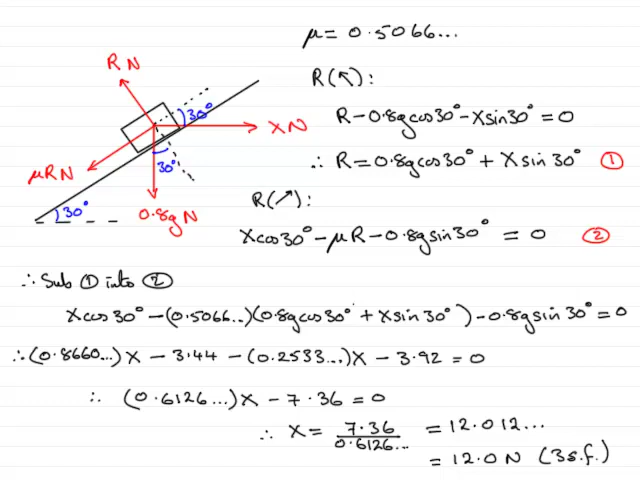 μ = 0.5066...
R N
R(↖):
30°
X N
R - 0.8gcos30° - Xsin30° = 0
μR N
30°
∴ R = 0.8gcos30° + Xsin30° ①
30°
0.8g N
R(↗):
Xcos30° - μR - 0.8gsin30° = 0 ②
∴ Sub ① into ②
Xcos30° - (0.5066...)(0.8gcos30° + Xsin30°) - 0.8gsin30° = 0
∴ (0.8660...)X - 3.44 - (0.2533...)X - 3.92 = 0
∴ (0.6126...)X - 7.36 = 0
∴ X = 7.36/0.6126... = 12.012...
= 12.0 N (3 s.f.)